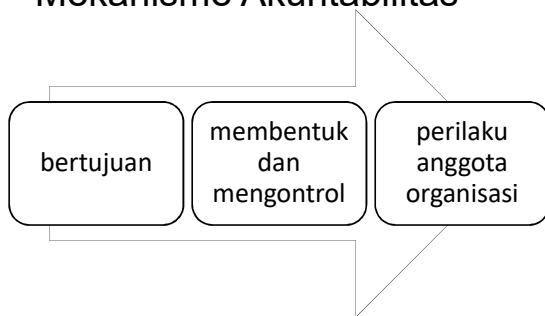 Mekanisme Akuntabilitas
bertujuan
membentuk
dan
mengontrol
perilaku
anggota
organisasi